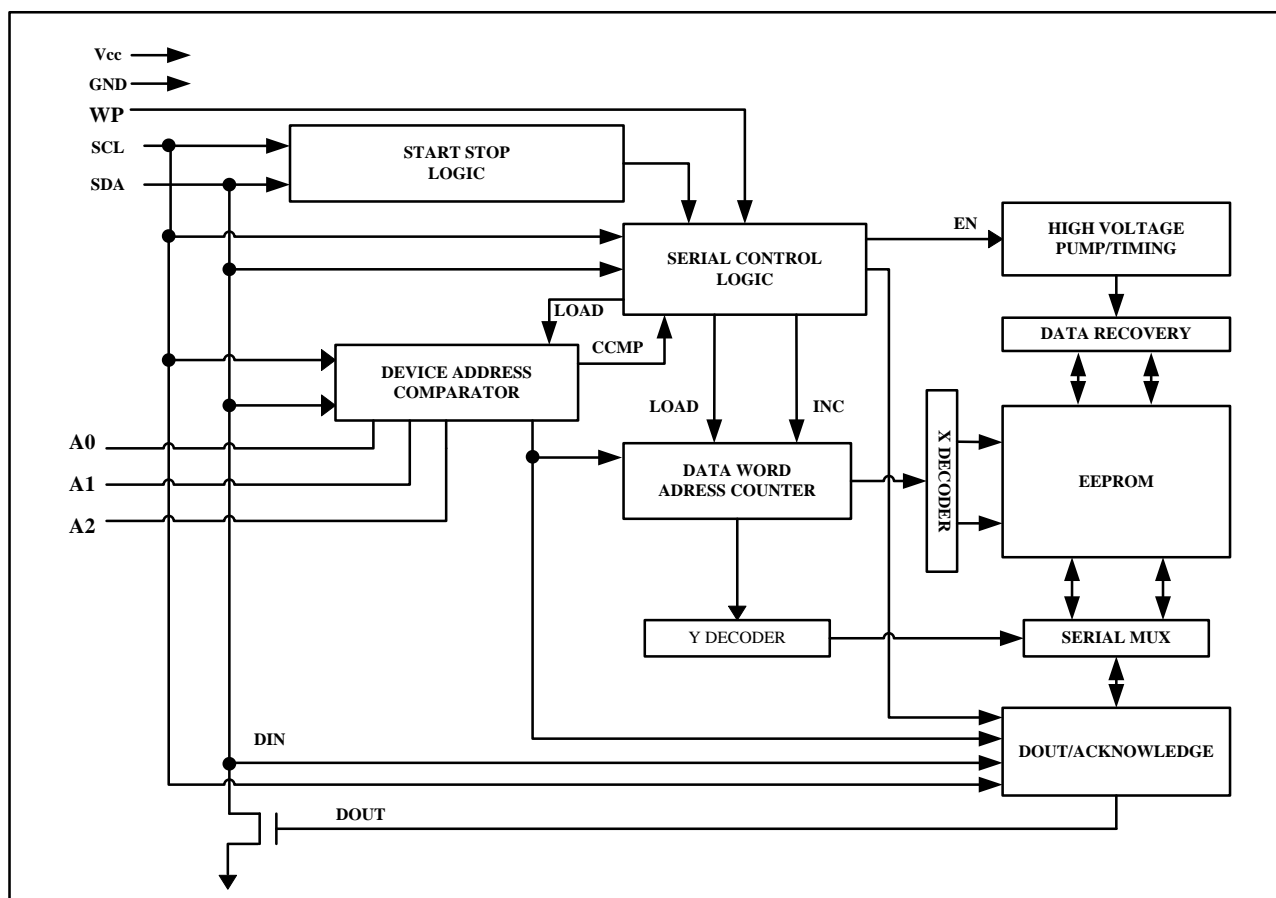 Vcc
GND
WP
SCL
SDA
START STOP
LOGIC
SERIAL CONTROL
LOGIC
EN
HIGH VOLTAGE
PUMP/TIMING
LOAD
CCMP
DATA RECOVERY
DEVICE ADDRESS
COMPARATOR
LOAD
INC
A0
A1
A2
DATA WORD
ADRESS COUNTER
X DECODER
EEPROM
Y DECODER
SERIAL MUX
DIN
DOUT/ACKNOWLEDGE
DOUT